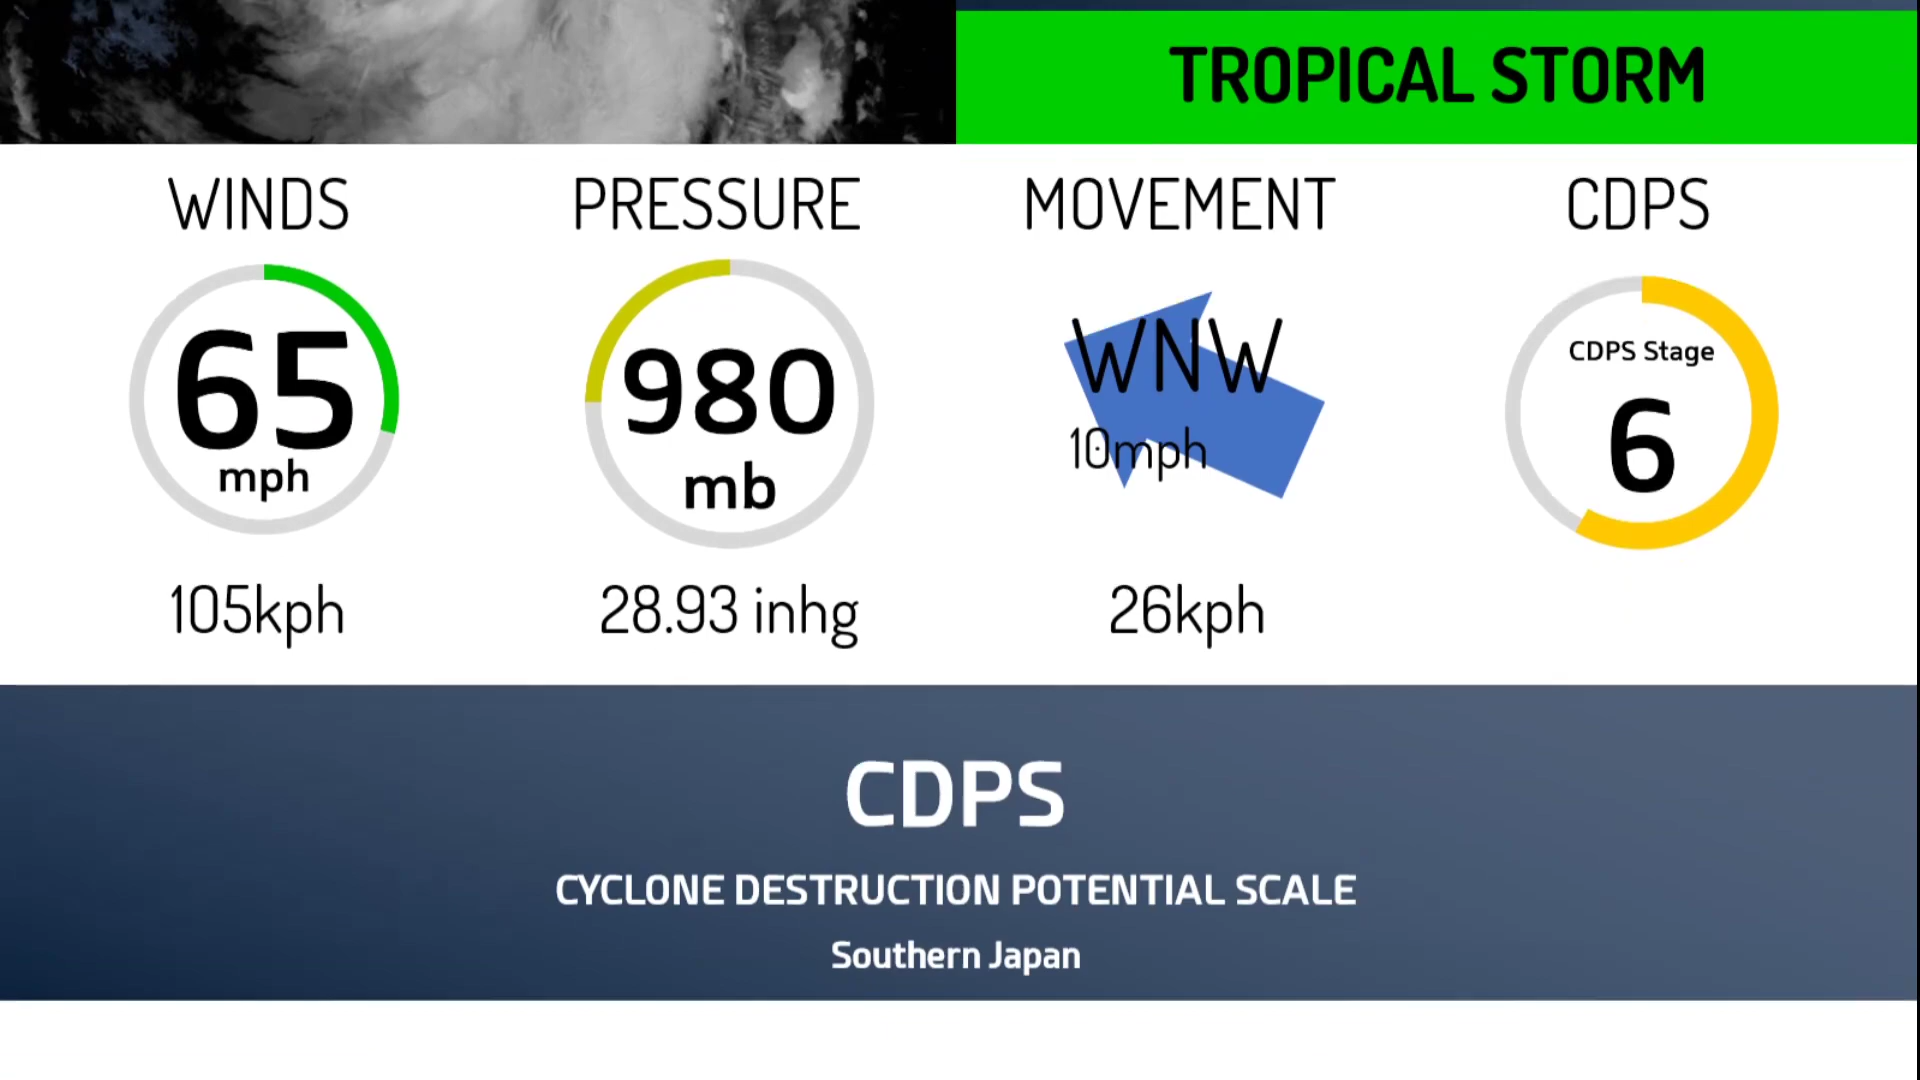 TROPICAL STORM
WINDS
65
mph
105kph
PRESSURE
980
mb
28.93 inhg
MOVEMENT
WNW
10mph
26kph
CDPS
CDPS Stage
6
CDPS
CYCLONE DESTRUCTION POTENTIAL SCALE
Southern Japan